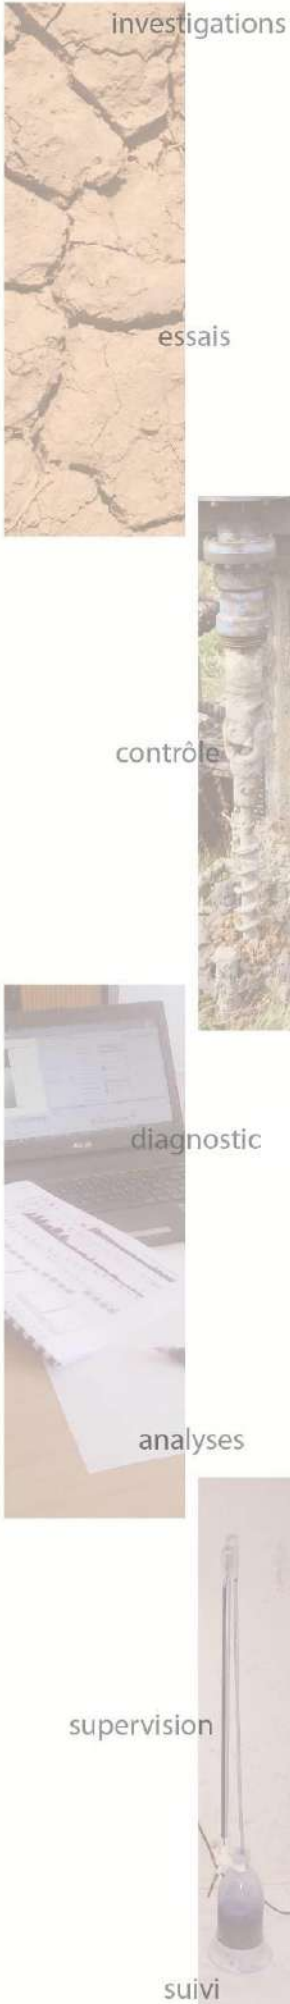 investigations
essais
contrôle
diagnostic
analyses
supervision
suivi